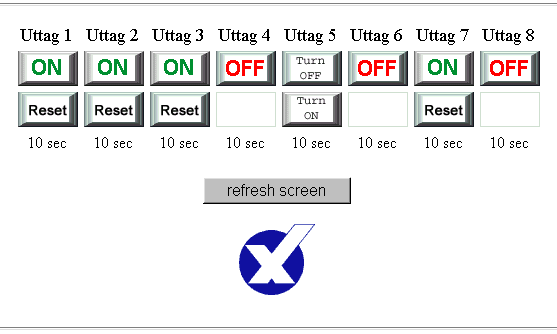 Uttag 1 Uttag 2 Uttag 3 Uttag 4 Uttag 5 Uttag 6 Uttag 7 Uttag 8
ON ON ON OFF Turn OFF OFF ON OFF
Reset Reset Reset Turn ON Reset
10 sec 10 sec 10 sec 10 sec 10 sec 10 sec 10 sec 10 sec
refresh screen
X